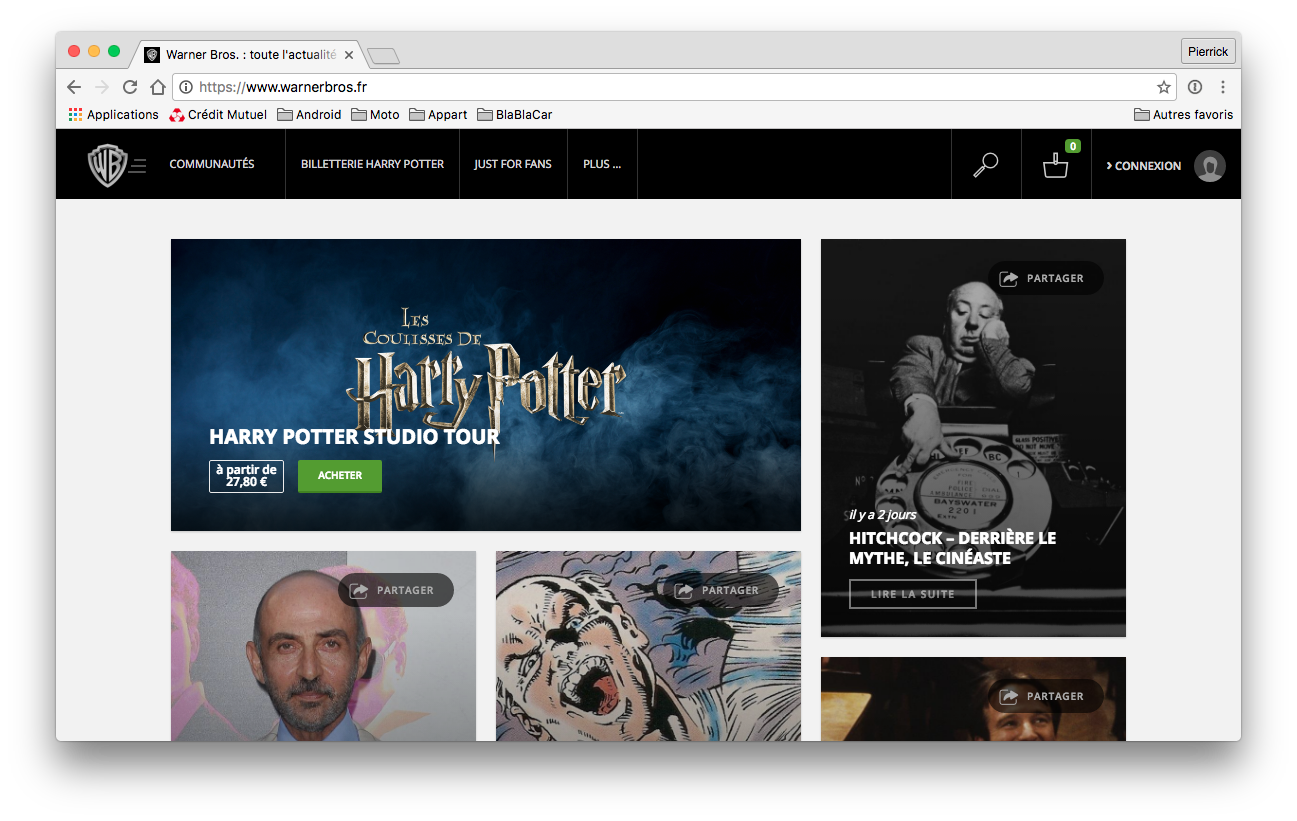 Warner Bros. : toute l'actualité
Pierrick
https://www.warnerbros.fr
Applications
Crédit Mutuel
Android
Moto
Appart
BlaBlaCar
Autres favoris
WB
COMMUNAUTÉS
BILLETTERIE HARRY POTTER
JUST FOR FANS
PLUS ...
0
› CONNEXION
LES
COULISSES DE
Harry Potter
HARRY POTTER STUDIO TOUR
à partir de
27,80 €
ACHETER
PARTAGER
BC
BAYSWATER
2201
il y a 2 jours
HITCHCOCK – DERRIÈRE LE
MYTHE, LE CINÉASTE
LIRE LA SUITE
PARTAGER
PARTAGER
PARTAGER